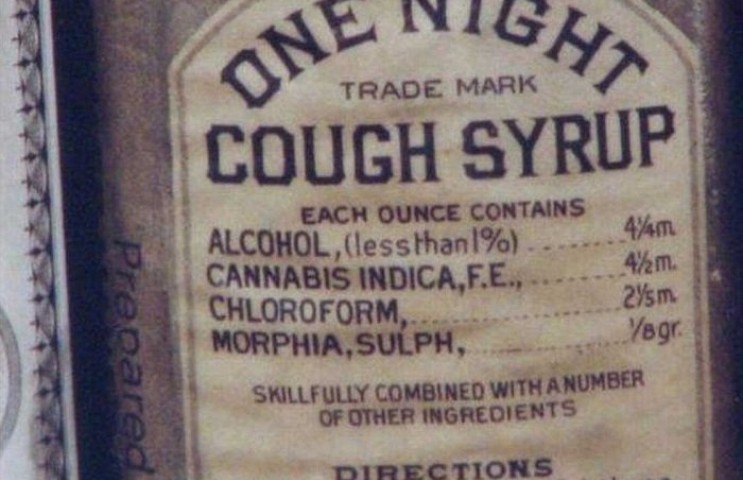 ONE NIGHT
TRADE MARK
COUGH SYRUP
EACH OUNCE CONTAINS
ALCOHOL,(less than 1%) ........ 4¼m.
CANNABIS INDICA,F.E., ........ 4½m.
CHLOROFORM, ........ 2⅕m.
MORPHIA, SULPH, ........ ⅛gr.
SKILLFULLY COMBINED WITH A NUMBER
OF OTHER INGREDIENTS
DIRECTIONS
Prepared